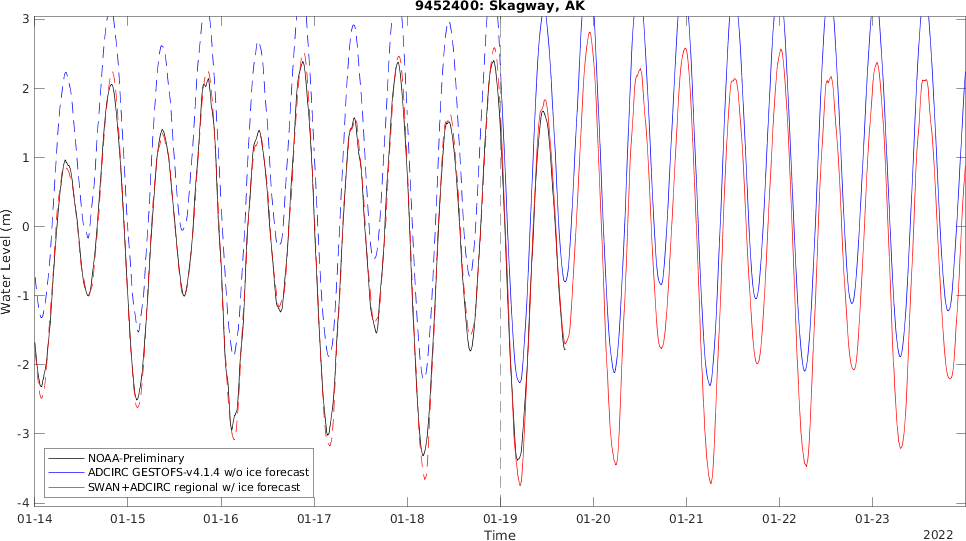 9452400: Skagway, AK
3
2
1
0
-1
-2
-3
-4
Water Level (m)
NOAA-Preliminary
ADCIRC GESTOFS-v4.1.4 w/o ice forecast
SWAN+ADCIRC regional w/ ice forecast
01-14 01-15 01-16 01-17 01-18 01-19 01-20 01-21 01-22 01-23
Time
2022